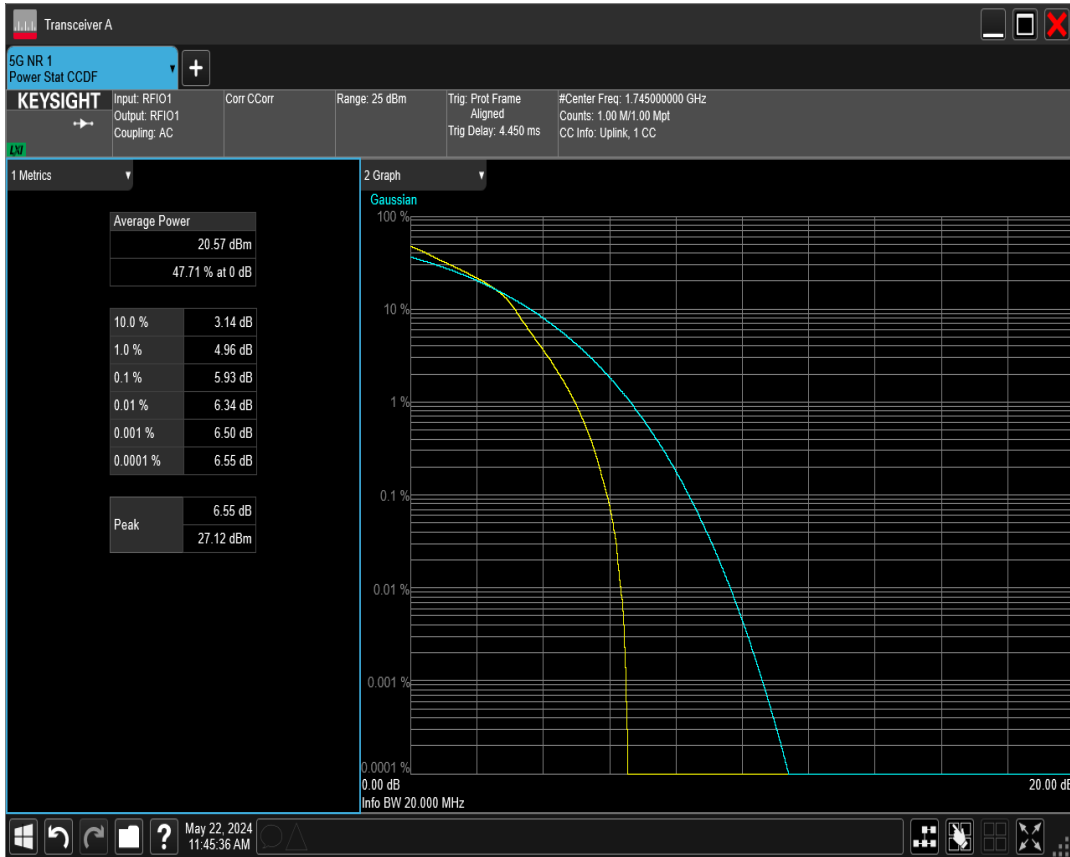 Transceiver A
5G NR 1
Power Stat CCDF
+
KEYSIGHT
LXI
Input: RFIO1
Output: RFIO1
Coupling: AC
Corr CCorr
Range: 25 dBm
Trig: Prot Frame
Aligned
Trig Delay: 4.450 ms
#Center Freq: 1.745000000 GHz
Counts: 1.00 M/1.00 Mpt
CC Info: Uplink, 1 CC
1 Metrics
Average Power
20.57 dBm
47.71 % at 0 dB
10.0 % 3.14 dB
1.0 % 4.96 dB
0.1 % 5.93 dB
0.01 % 6.34 dB
0.001 % 6.50 dB
0.0001 % 6.55 dB
Peak
6.55 dB
27.12 dBm
2 Graph
Gaussian
100 %
10 %
1 %
0.1 %
0.01 %
0.001 %
0.0001 %
0.00 dB 20.00 dB
Info BW 20.000 MHz
?
May 22, 2024
11:45:36 AM